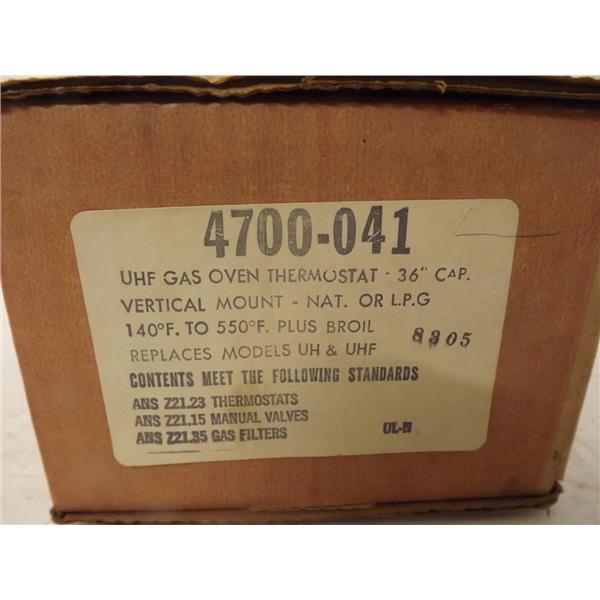 4700-041
UHF GAS OVEN THERMOSTAT - 36" CAP.
VERTICAL MOUNT - NAT. OR L.P.G
140°F. TO 550°F. PLUS BROIL
REPLACES MODELS UH & UHF 8305
CONTENTS MEET THE FOLLOWING STANDARDS
ANS Z21.23 THERMOSTATS
ANS Z21.15 MANUAL VALVES
ANS Z21.35 GAS FILTERS UL-N